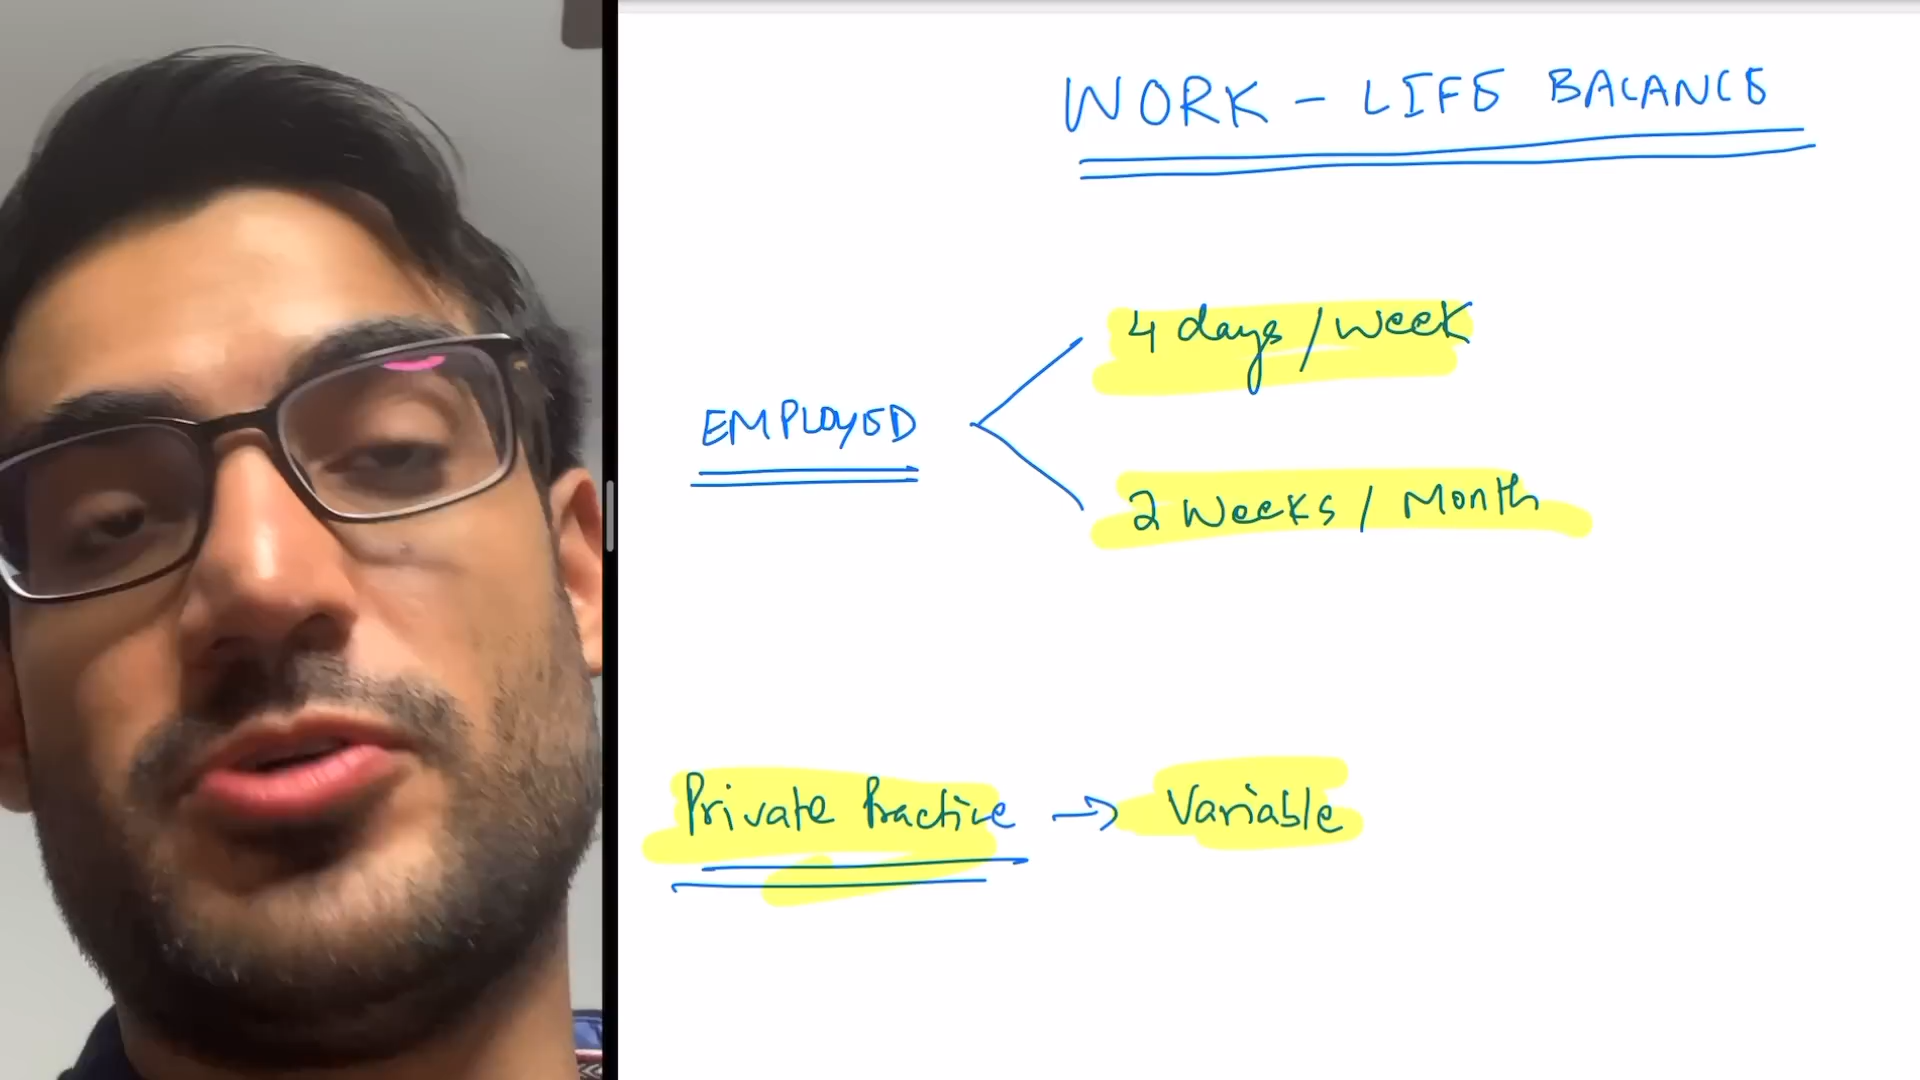 WORK - LIFE BALANCE
4 days / week
EMPLOYED
2 Weeks / Month
Private Practice → Variable